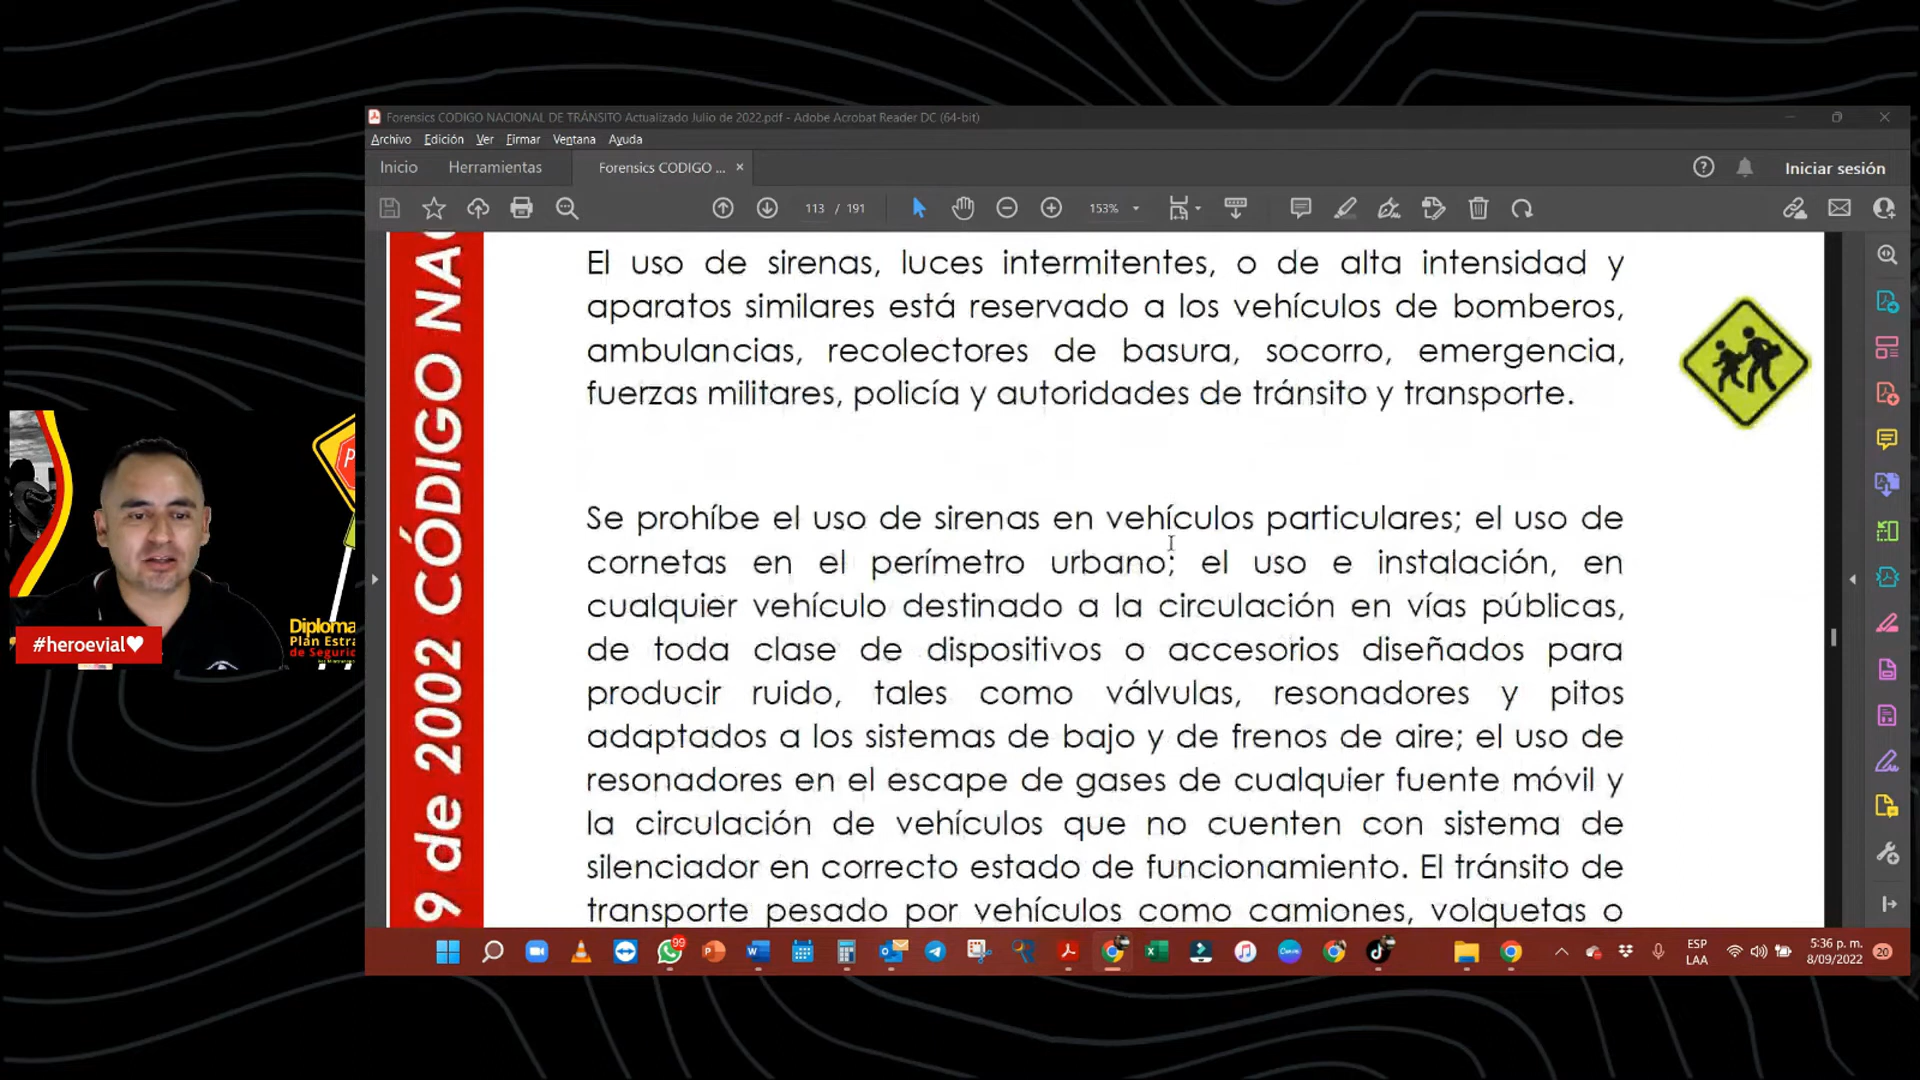 Forensics CODIGO NACIONAL DE TRÁNSITO Actualizado Julio de 2022.pdf - Adobe Acrobat Reader DC (64-bit)
Archivo Edición Ver Firmar Ventana Ayuda
Inicio Herramientas Forensics CODIGO ... × Iniciar sesión
113 / 191 153%
El uso de sirenas, luces intermitentes, o de alta intensidad y
aparatos similares está reservado a los vehículos de bomberos,
ambulancias, recolectores de basura, socorro, emergencia,
fuerzas militares, policía y autoridades de tránsito y transporte.
Se prohíbe el uso de sirenas en vehículos particulares; el uso de
cornetas en el perímetro urbano; el uso e instalación, en
cualquier vehículo destinado a la circulación en vías públicas,
de toda clase de dispositivos o accesorios diseñados para
producir ruido, tales como válvulas, resonadores y pitos
adaptados a los sistemas de bajo y de frenos de aire; el uso de
resonadores en el escape de gases de cualquier fuente móvil y
la circulación de vehículos que no cuenten con sistema de
silenciador en correcto estado de funcionamiento. El tránsito de
transporte pesado por vehículos como camiones, volquetas o
9 de 2002 CÓDIGO NAC
P
Diploma
Plan Estra
de Seguri
#heroevial
99
ESP
LAA
5:36 p. m.
8/09/2022
20